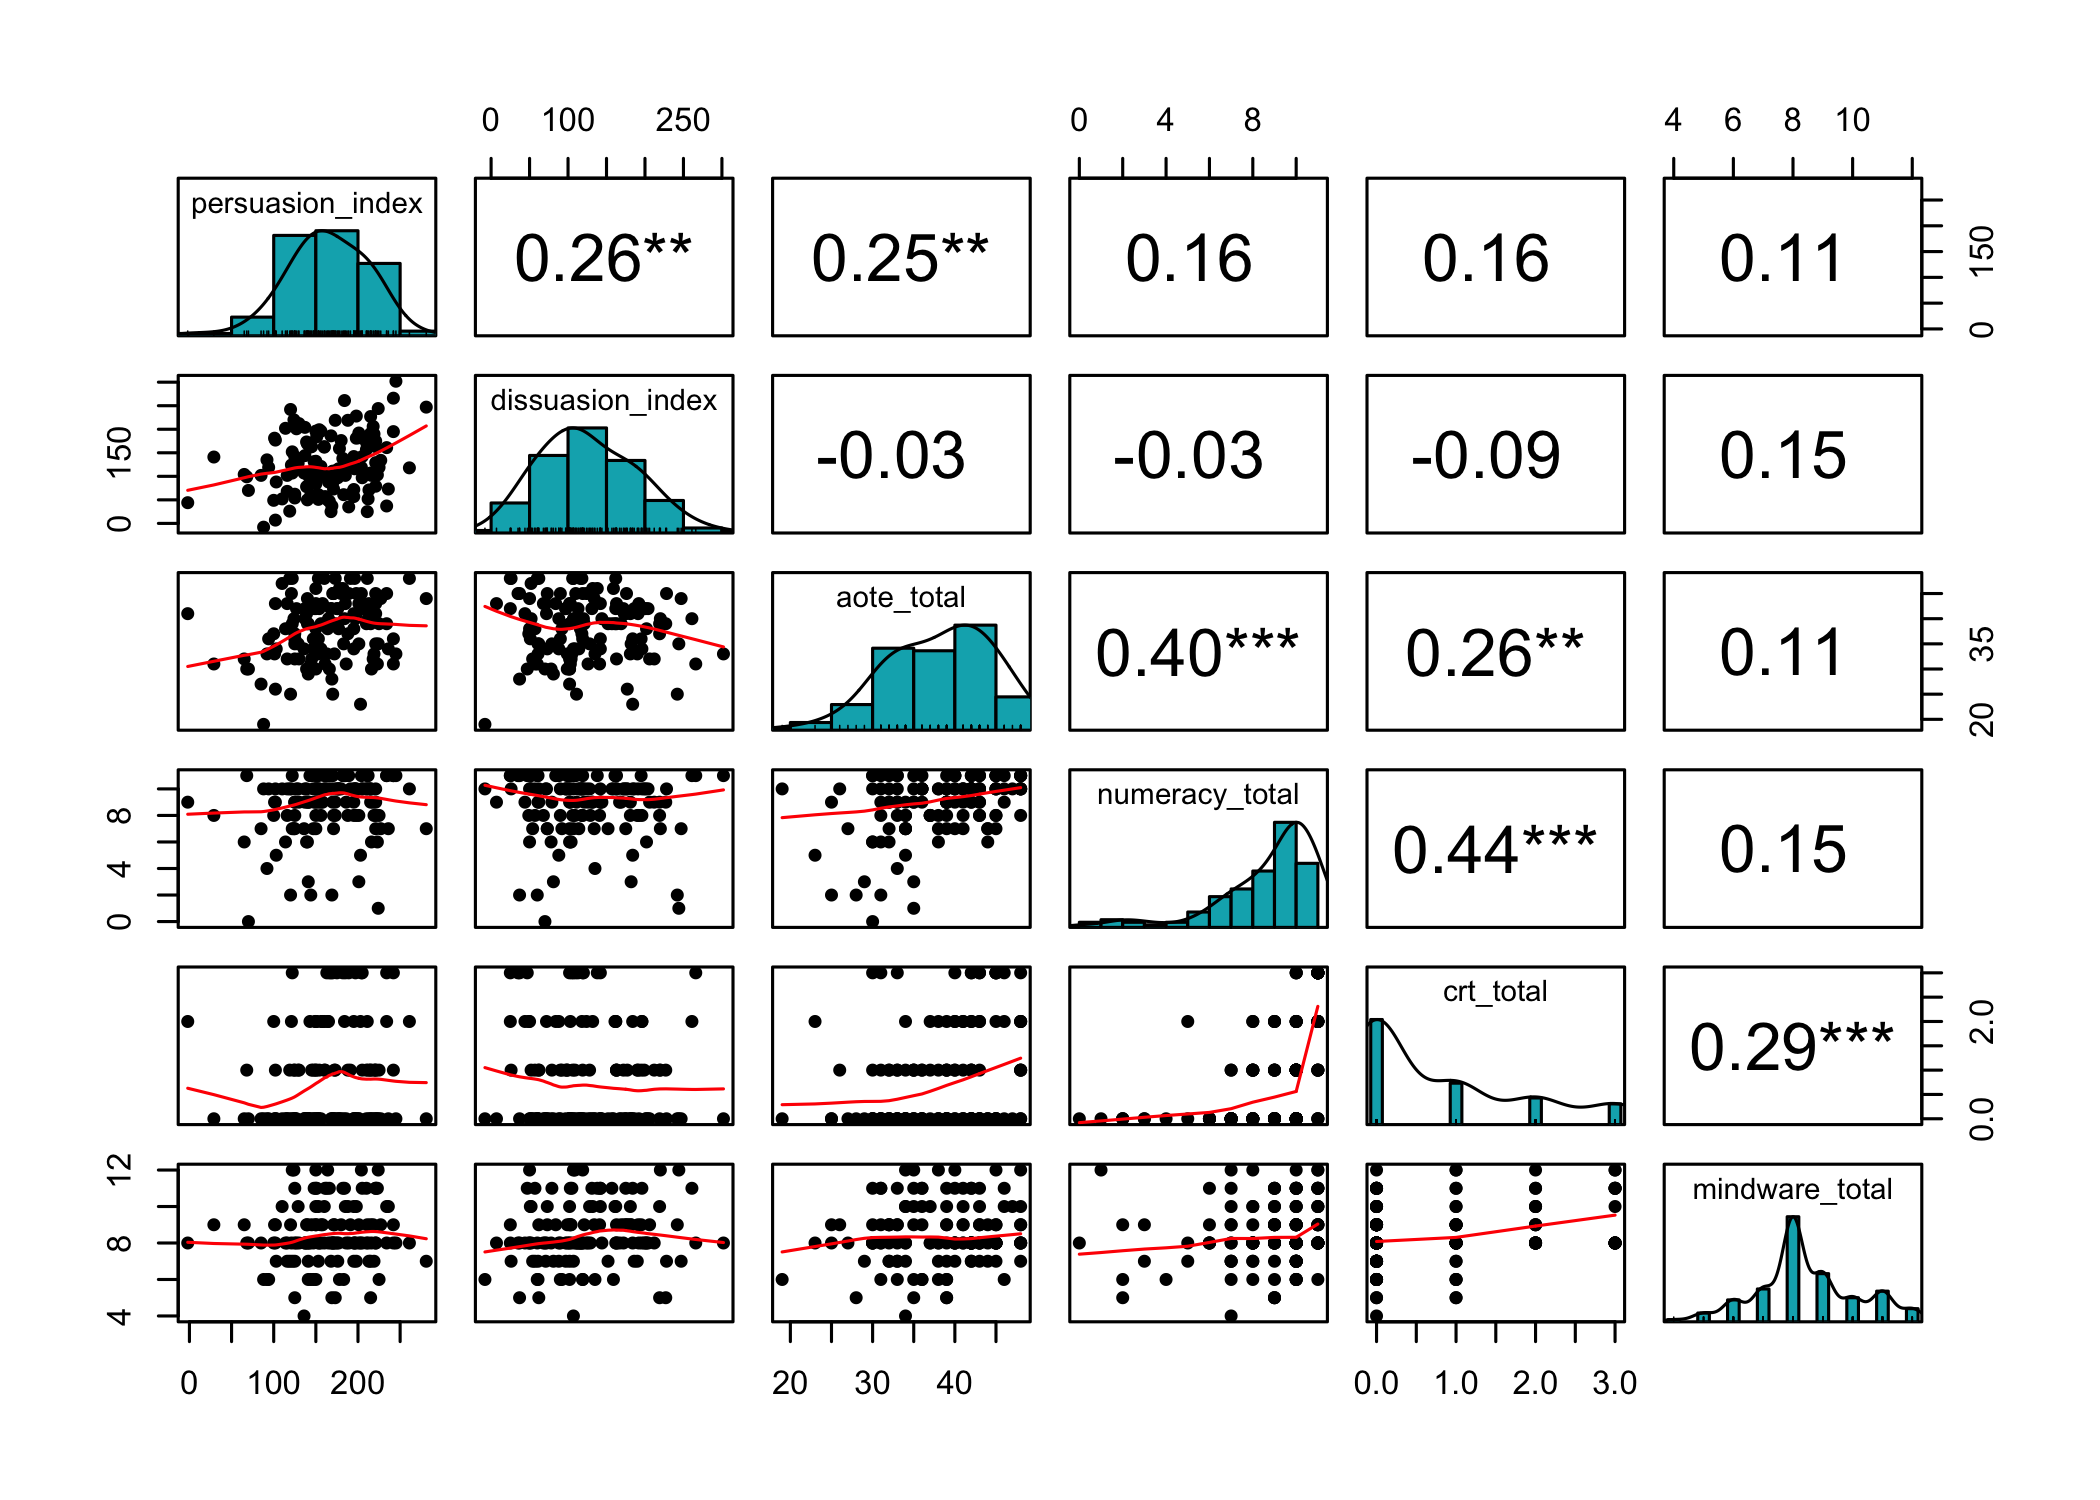 0 100 250 0 4 8 4 6 8 10
persuasion_index 0.26** 0.25** 0.16 0.16 0.11 0 150
0 150 dissuasion_index -0.03 -0.03 -0.09 0.15
aote_total 0.40*** 0.26** 0.11 20 35
0 4 8 numeracy_total 0.44*** 0.15
crt_total 0.29*** 0.0 2.0
4 8 12 mindware_total
0 100 200 20 30 40 0.0 1.0 2.0 3.0